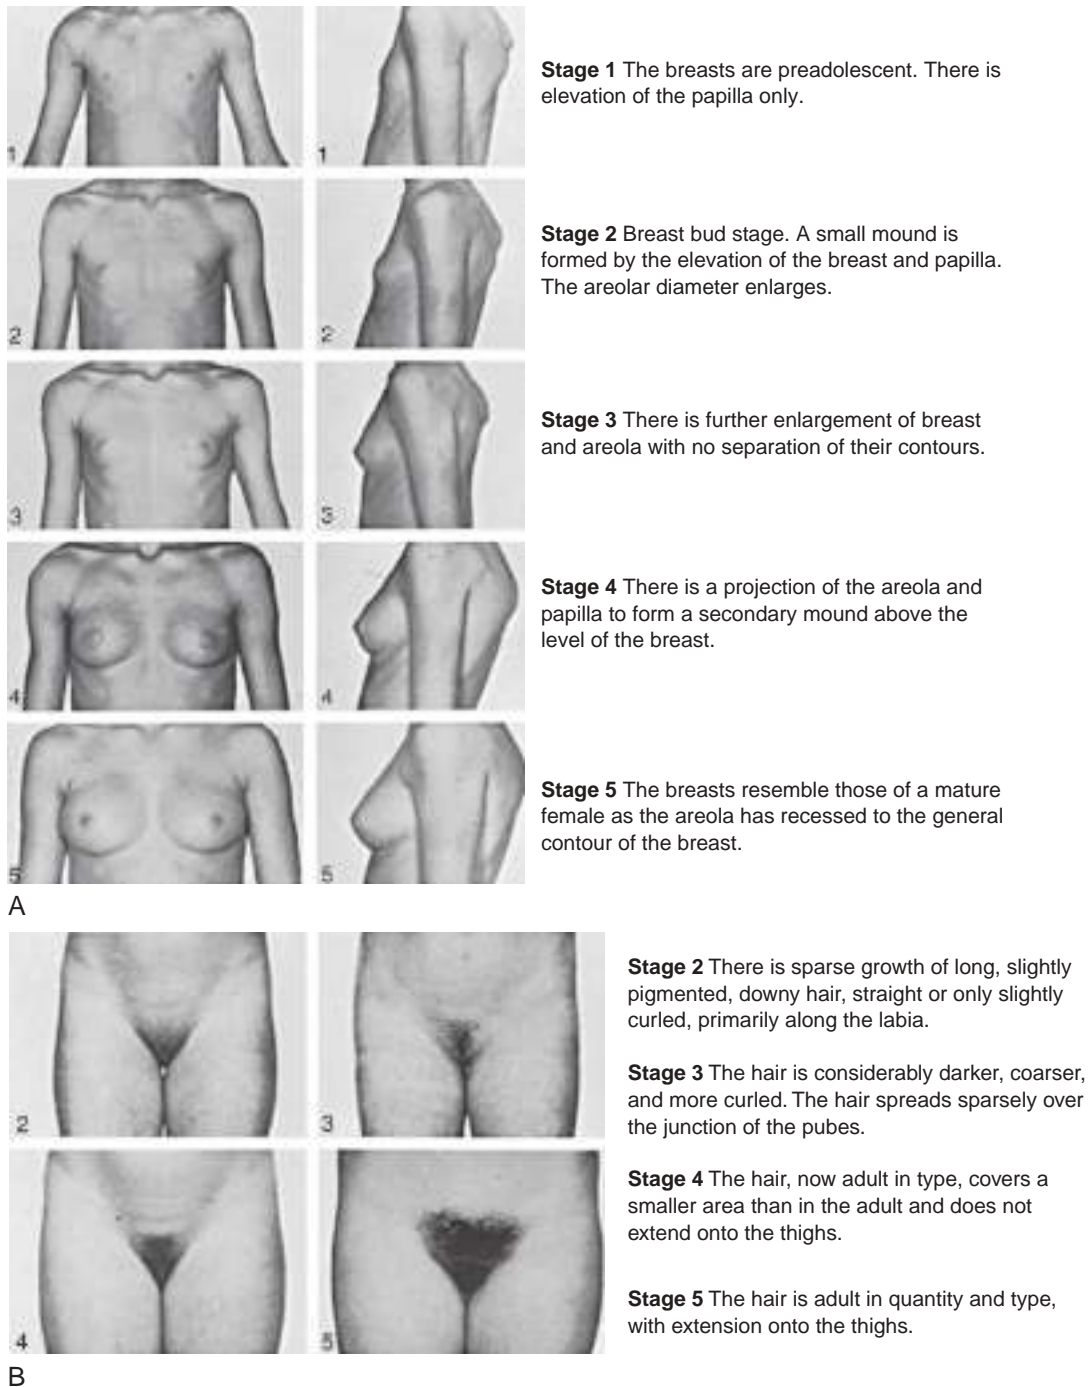 1
1
Stage 1 The breasts are preadolescent. There is
elevation of the papilla only.
2
2
Stage 2 Breast bud stage. A small mound is
formed by the elevation of the breast and papilla.
The areolar diameter enlarges.
3
3
Stage 3 There is further enlargement of breast
and areola with no separation of their contours.
4
4
Stage 4 There is a projection of the areola and
papilla to form a secondary mound above the
level of the breast.
5
5
Stage 5 The breasts resemble those of a mature
female as the areola has recessed to the general
contour of the breast.
A
2
3
Stage 2 There is sparse growth of long, slightly
pigmented, downy hair, straight or only slightly
curled, primarily along the labia.
Stage 3 The hair is considerably darker, coarser,
and more curled. The hair spreads sparsely over
the junction of the pubes.
4
5
Stage 4 The hair, now adult in type, covers a
smaller area than in the adult and does not
extend onto the thighs.
Stage 5 The hair is adult in quantity and type,
with extension onto the thighs.
B